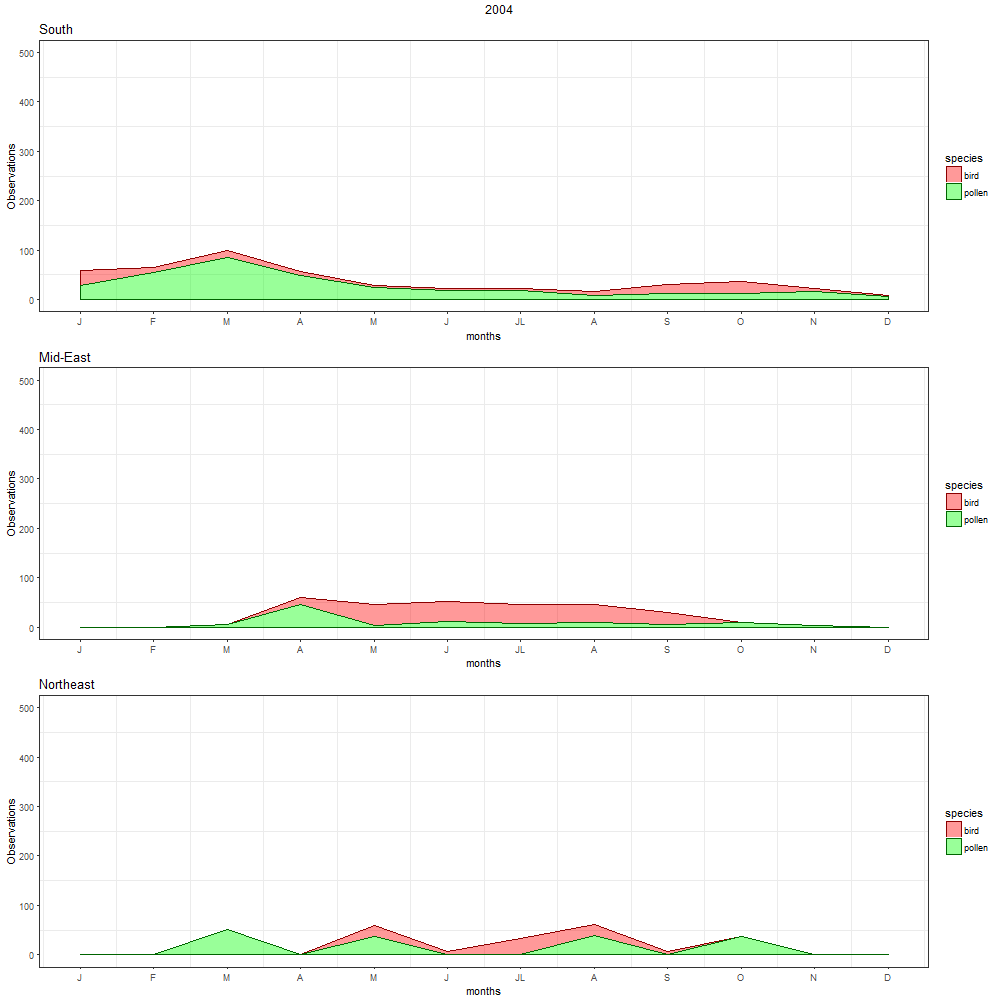 2004
South
500
400
300
200
100
0
Observations
J F M A M J JL A S O N D
months
species
bird
pollen
Mid-East
500
400
300
200
100
0
Observations
J F M A M J JL A S O N D
months
species
bird
pollen
Northeast
500
400
300
200
100
0
Observations
J F M A M J JL A S O N D
months
species
bird
pollen